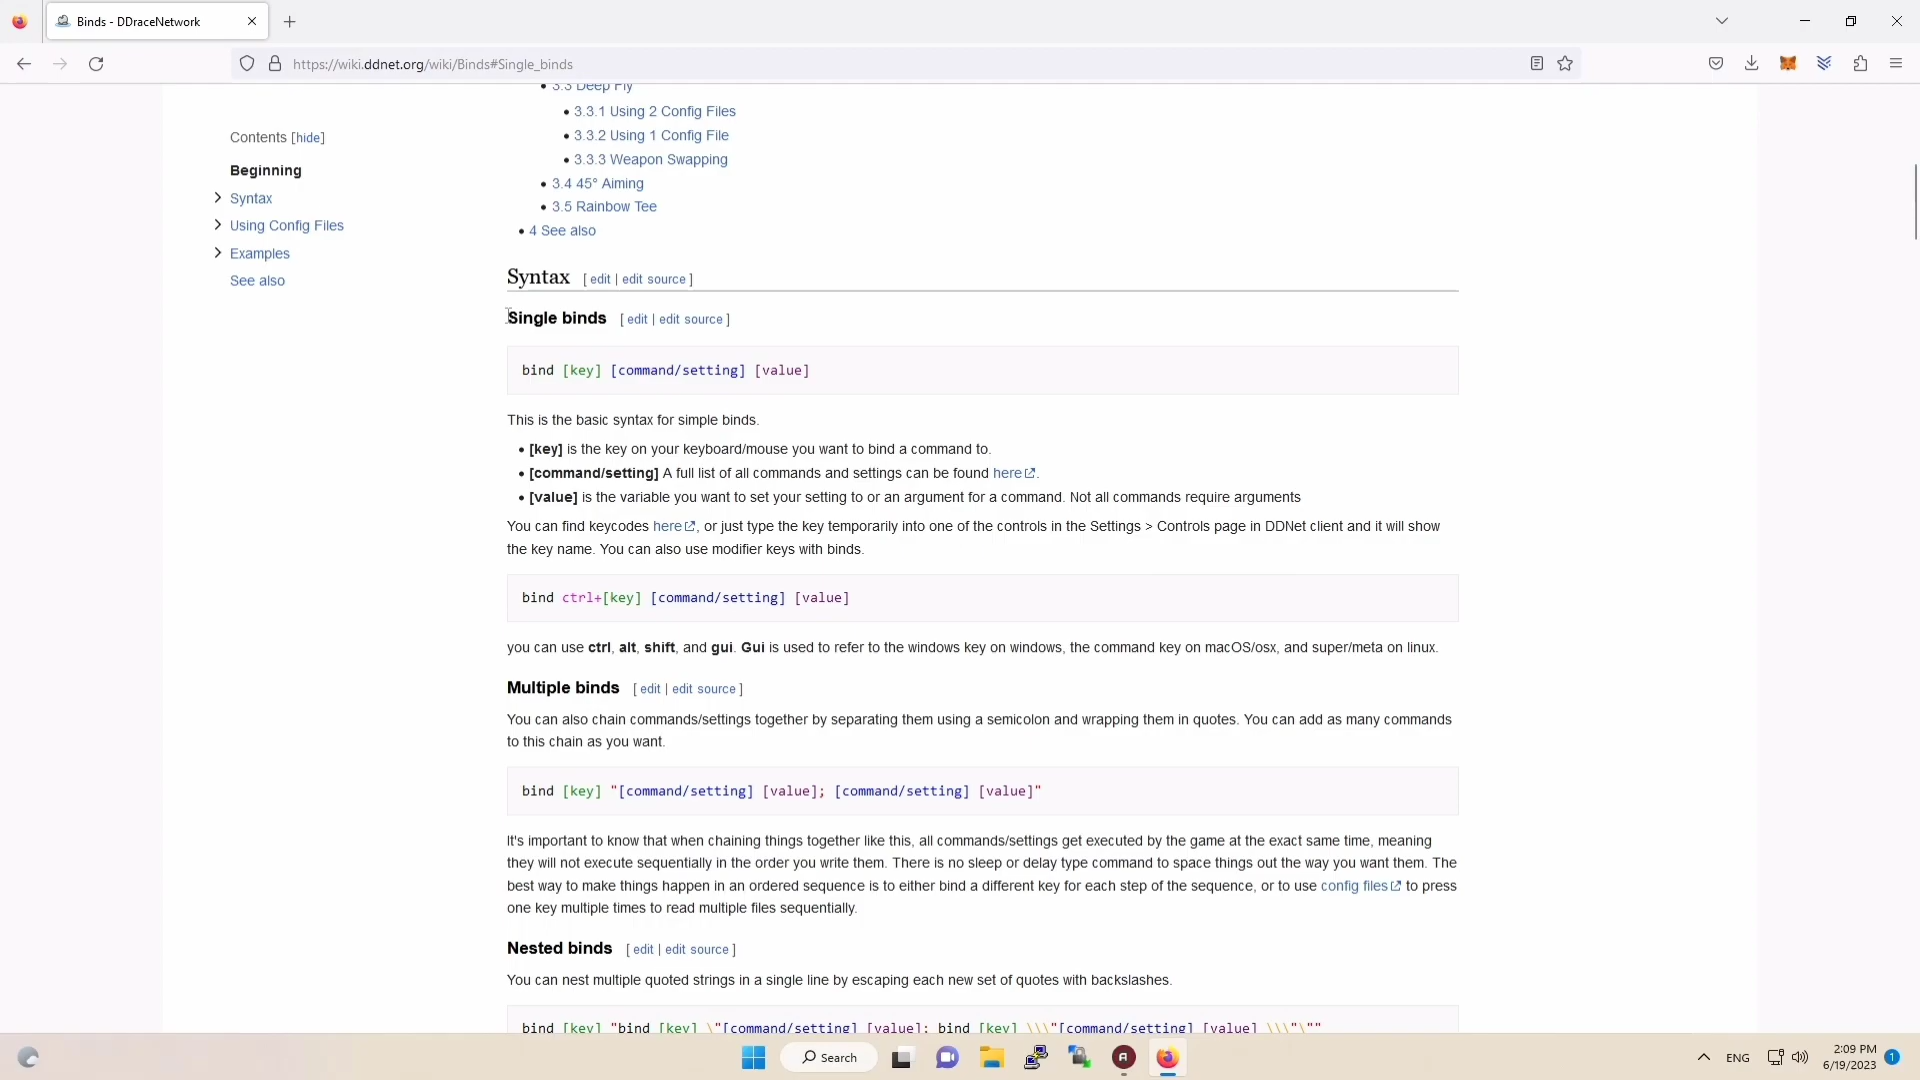 Binds - DDraceNetwork
https://wiki.ddnet.org/wiki/Binds#Single_binds
3.3 Deep Fly
3.3.1 Using 2 Config Files
3.3.2 Using 1 Config File
3.3.3 Weapon Swapping
3.4 45° Aiming
3.5 Rainbow Tee
4 See also
Contents [hide]
Beginning
Syntax
Using Config Files
Examples
See also
Syntax [ edit | edit source ]
Single binds [ edit | edit source ]
bind [key] [command/setting] [value]
This is the basic syntax for simple binds.
[key] is the key on your keyboard/mouse you want to bind a command to.
[command/setting] A full list of all commands and settings can be found here.
[value] is the variable you want to set your setting to or an argument for a command. Not all commands require arguments
You can find keycodes here, or just type the key temporarily into one of the controls in the Settings > Controls page in DDNet client and it will show
the key name. You can also use modifier keys with binds.
bind ctrl+[key] [command/setting] [value]
you can use ctrl, alt, shift, and gui. Gui is used to refer to the windows key on windows, the command key on macOS/osx, and super/meta on linux.
Multiple binds [ edit | edit source ]
You can also chain commands/settings together by separating them using a semicolon and wrapping them in quotes. You can add as many commands
to this chain as you want.
bind [key] "[command/setting] [value]; [command/setting] [value]"
It's important to know that when chaining things together like this, all commands/settings get executed by the game at the exact same time, meaning
they will not execute sequentially in the order you write them. There is no sleep or delay type command to space things out the way you want them. The
best way to make things happen in an ordered sequence is to either bind a different key for each step of the sequence, or to use config files to press
one key multiple times to read multiple files sequentially.
Nested binds [ edit | edit source ]
You can nest multiple quoted strings in a single line by escaping each new set of quotes with backslashes.
bind [key] "bind [key] \"[command/setting] [value]; bind [key] \\\"[command/setting] [value] \\\"\""
Search
ENG
2:09 PM
6/19/2023
1